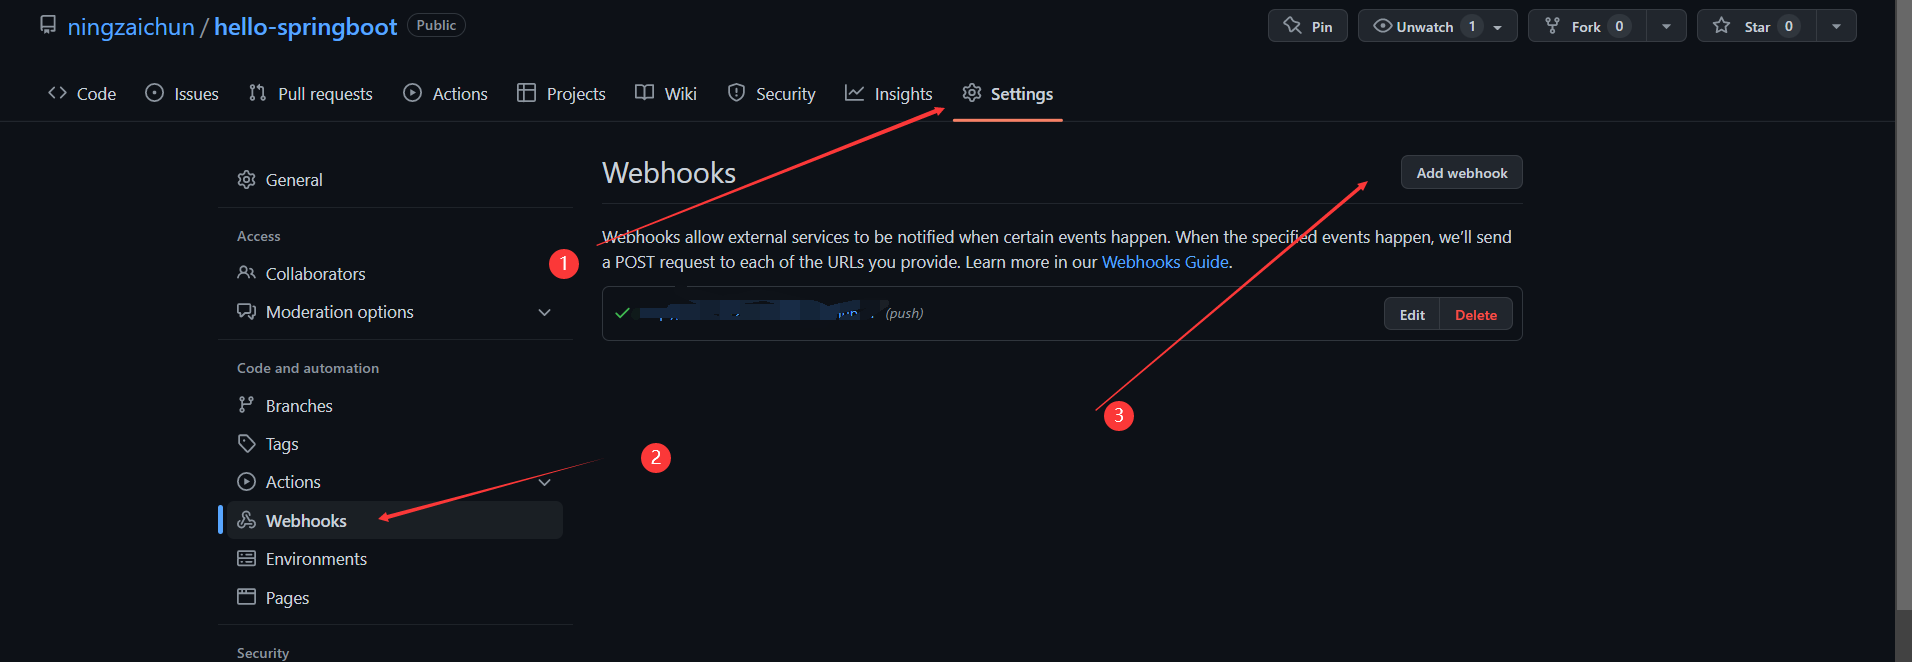 ningzaichun / hello-springboot Public
Pin Unwatch 1 Fork 0 Star 0
Code Issues Pull requests Actions Projects Wiki Security Insights Settings
General
Access
Collaborators
Moderation options
Code and automation
Branches
Tags
Actions
Webhooks
Environments
Pages
Security
Webhooks
Add webhook
Webhooks allow external services to be notified when certain events happen. When the specified events happen, we’ll send
a POST request to each of the URLs you provide. Learn more in our Webhooks Guide.
(push) Edit Delete
1
2
3